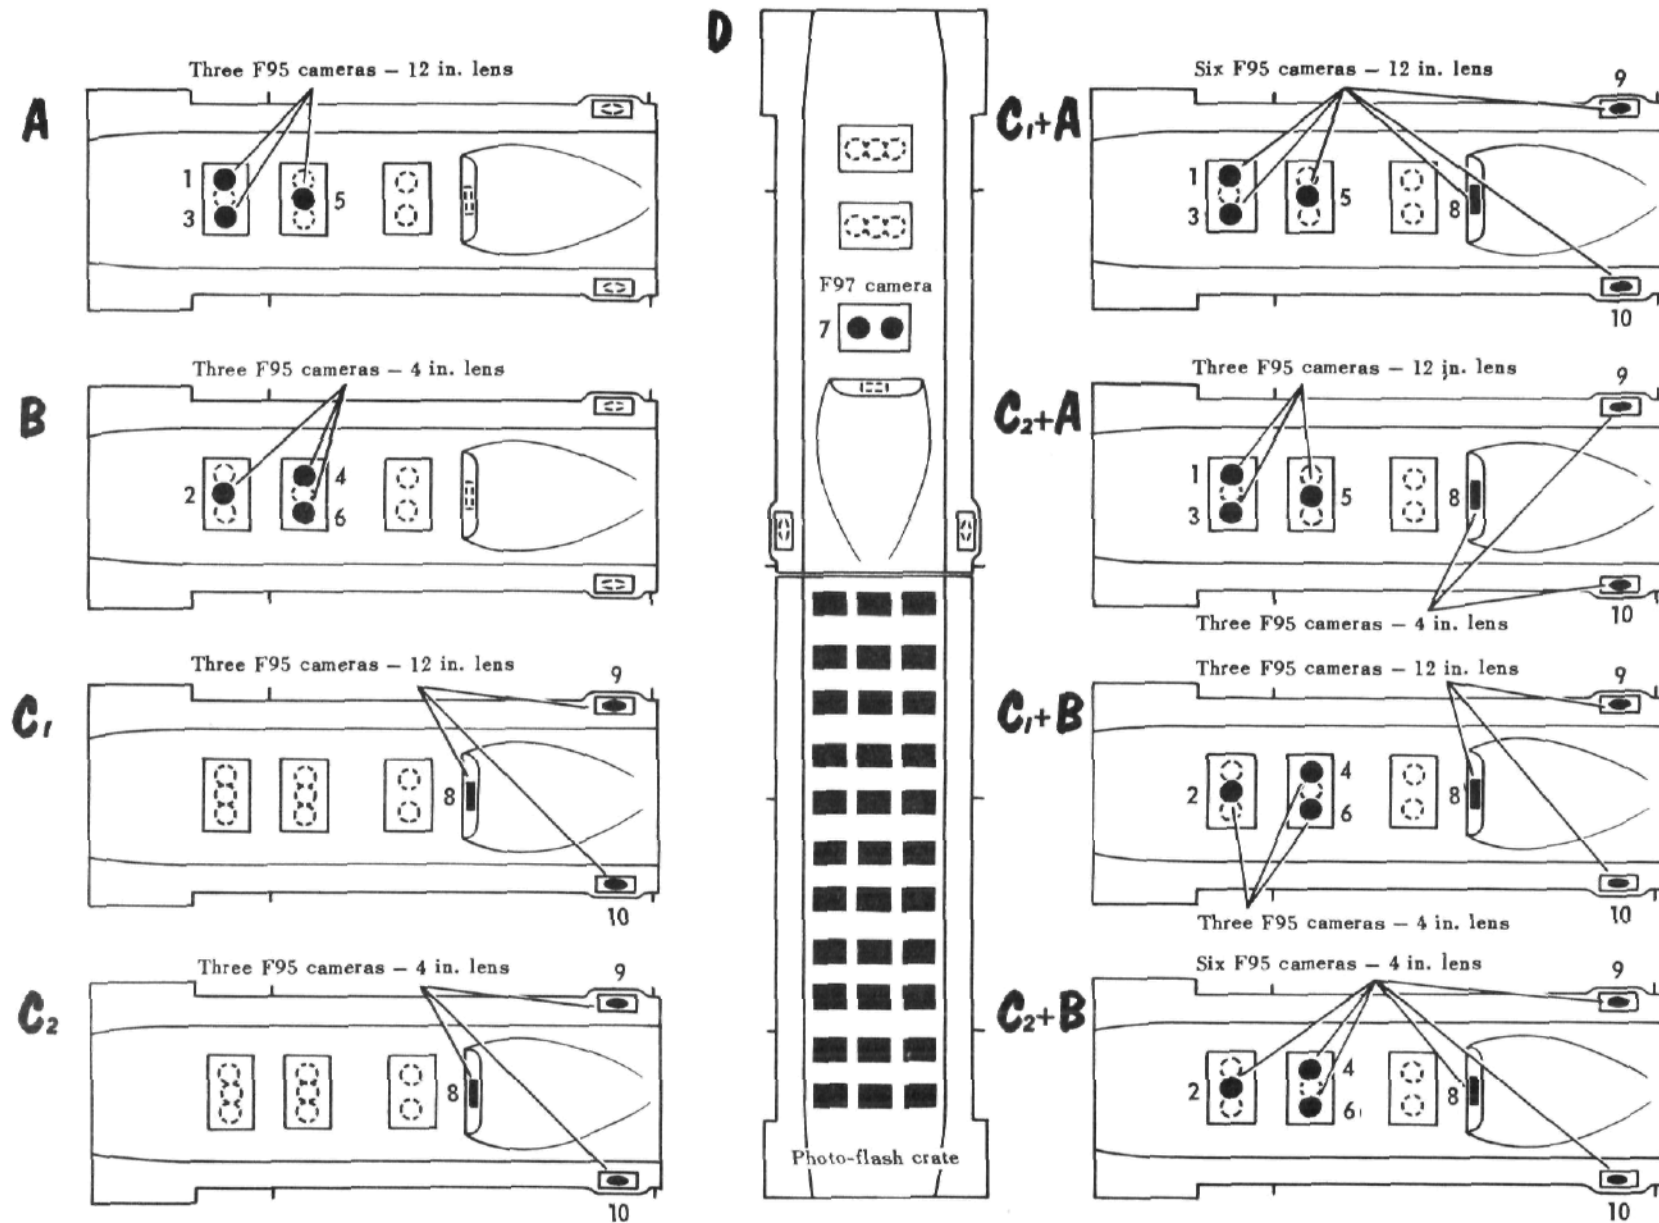 A
Three F95 cameras – 12 in. lens
1
3
5
B
Three F95 cameras – 4 in. lens
2
4
6
C₁
Three F95 cameras – 12 in. lens
9
8
10
C₂
Three F95 cameras – 4 in. lens
9
8
10
D
F97 camera
7
Photo-flash crate
C₁+A
Six F95 cameras – 12 in. lens
9
1
3
5
8
10
C₂+A
Three F95 cameras – 12 in. lens
9
1
3
5
8
10
Three F95 cameras – 4 in. lens
C₁+B
Three F95 cameras – 12 in. lens
9
2
4
6
8
10
Three F95 cameras – 4 in. lens
C₂+B
Six F95 cameras – 4 in. lens
9
2
4
6
8
10